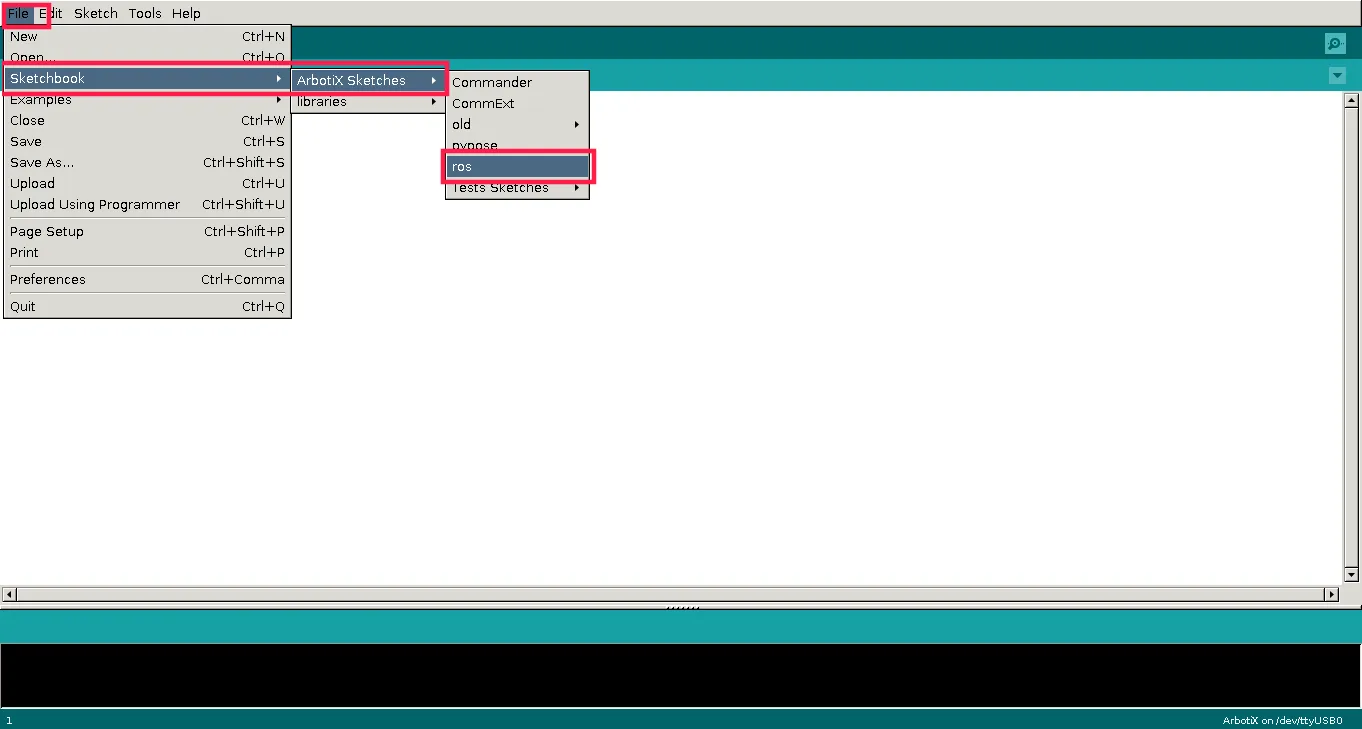 File Edit Sketch Tools Help
New Ctrl+N
Open... Ctrl+O
Sketchbook
Examples
Close Ctrl+W
Save Ctrl+S
Save As... Ctrl+Shift+S
Upload Ctrl+U
Upload Using Programmer Ctrl+Shift+U
Page Setup Ctrl+Shift+P
Print Ctrl+P
Preferences Ctrl+Comma
Quit Ctrl+Q
ArbotiX Sketches
libraries
Commander
CommExt
old
pypose
ros
Tests Sketches
1
ArbotiX on /dev/ttyUSB0